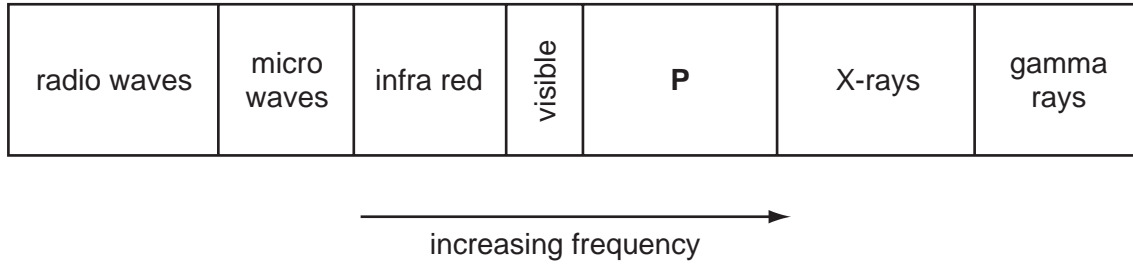 radio waves
micro
waves
infra red
visible
P
X-rays
gamma
rays
increasing frequency